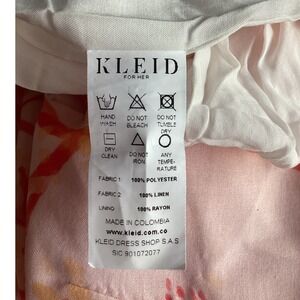 KLEID
FOR HER
HAND WASH
DO NOT BLEACH
DO NOT TUMBLE DRY
DRY CLEAN
DO NOT IRON
ANY TEMPE-RATURE
FABRIC 1 100% POLYESTER
FABRIC 2 100% LINEN
LINING 100% RAYON
MADE IN COLOMBIA
www.kleid.com.co
KLEID DRESS SHOP S.A.S
SIC 901072077